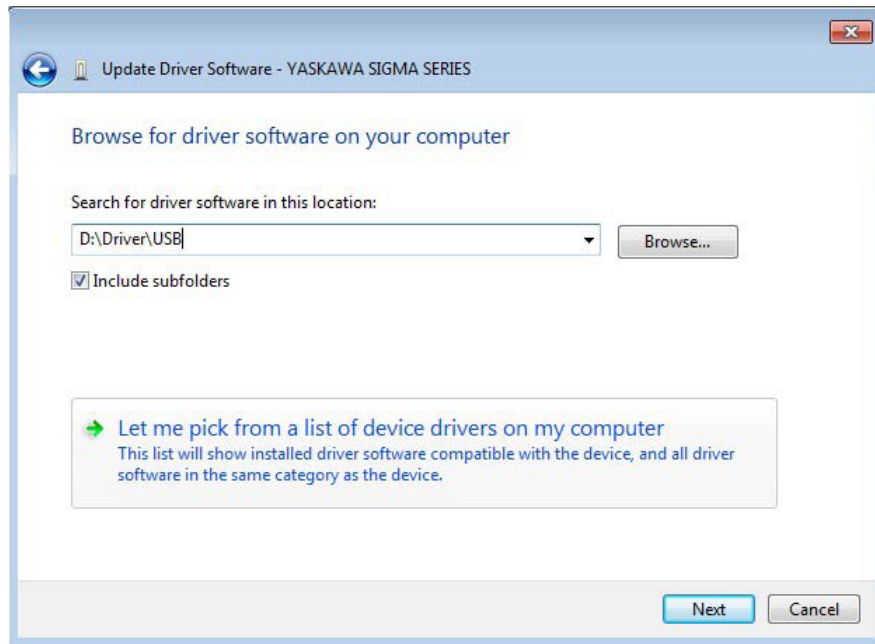 Update Driver Software - YASKAWA SIGMA SERIES
Browse for driver software on your computer
Search for driver software in this location:
D:\Driver\USB
Browse...
Include subfolders
Let me pick from a list of device drivers on my computer
This list will show installed driver software compatible with the device, and all driver
software in the same category as the device.
Next
Cancel